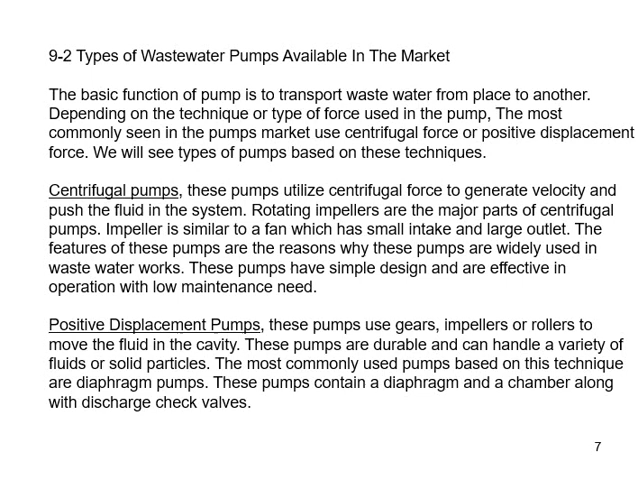 9-2 Types of Wastewater Pumps Available In The Market
The basic function of pump is to transport waste water from place to another.
Depending on the technique or type of force used in the pump, The most
commonly seen in the pumps market use centrifugal force or positive displacement
force. We will see types of pumps based on these techniques.
Centrifugal pumps, these pumps utilize centrifugal force to generate velocity and
push the fluid in the system. Rotating impellers are the major parts of centrifugal
pumps. Impeller is similar to a fan which has small intake and large outlet. The
features of these pumps are the reasons why these pumps are widely used in
waste water works. These pumps have simple design and are effective in
operation with low maintenance need.
Positive Displacement Pumps, these pumps use gears, impellers or rollers to
move the fluid in the cavity. These pumps are durable and can handle a variety of
fluids or solid particles. The most commonly used pumps based on this technique
are diaphragm pumps. These pumps contain a diaphragm and a chamber along
with discharge check valves.
7